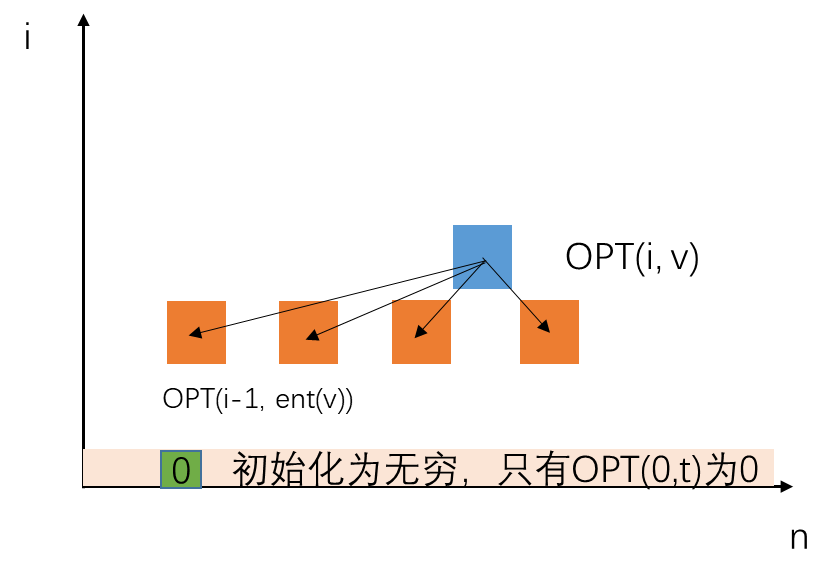 i
OPT(i, v)
OPT(i-1, ent(v))
0 初始化为无穷，只有OPT(0,t)为0
n